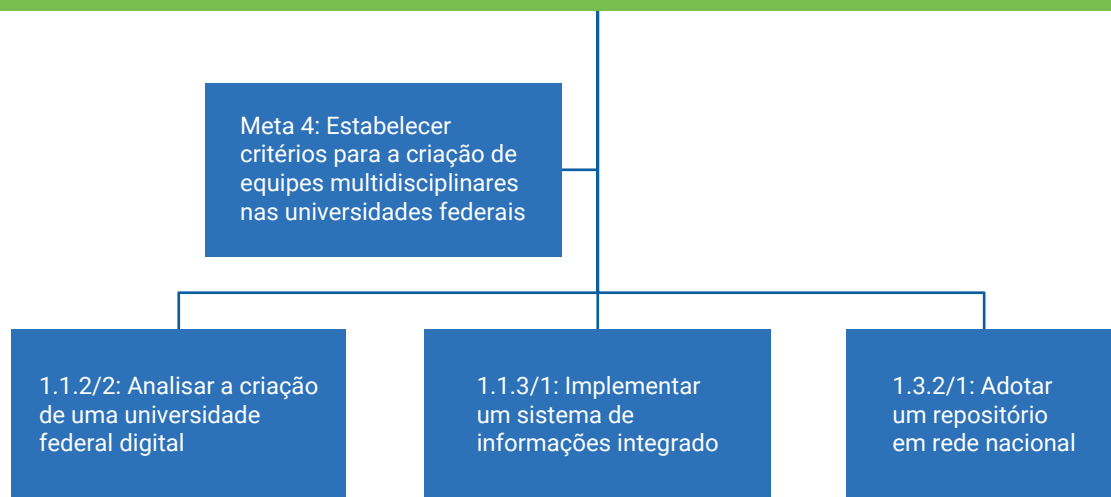 Meta 4: Estabelecer
critérios para a criação de
equipes multidisciplinares
nas universidades federais
1.1.2/2: Analisar a criação
de uma universidade
federal digital
1.1.3/1: Implementar
um sistema de
informações integrado
1.3.2/1: Adotar
um repositório
em rede nacional